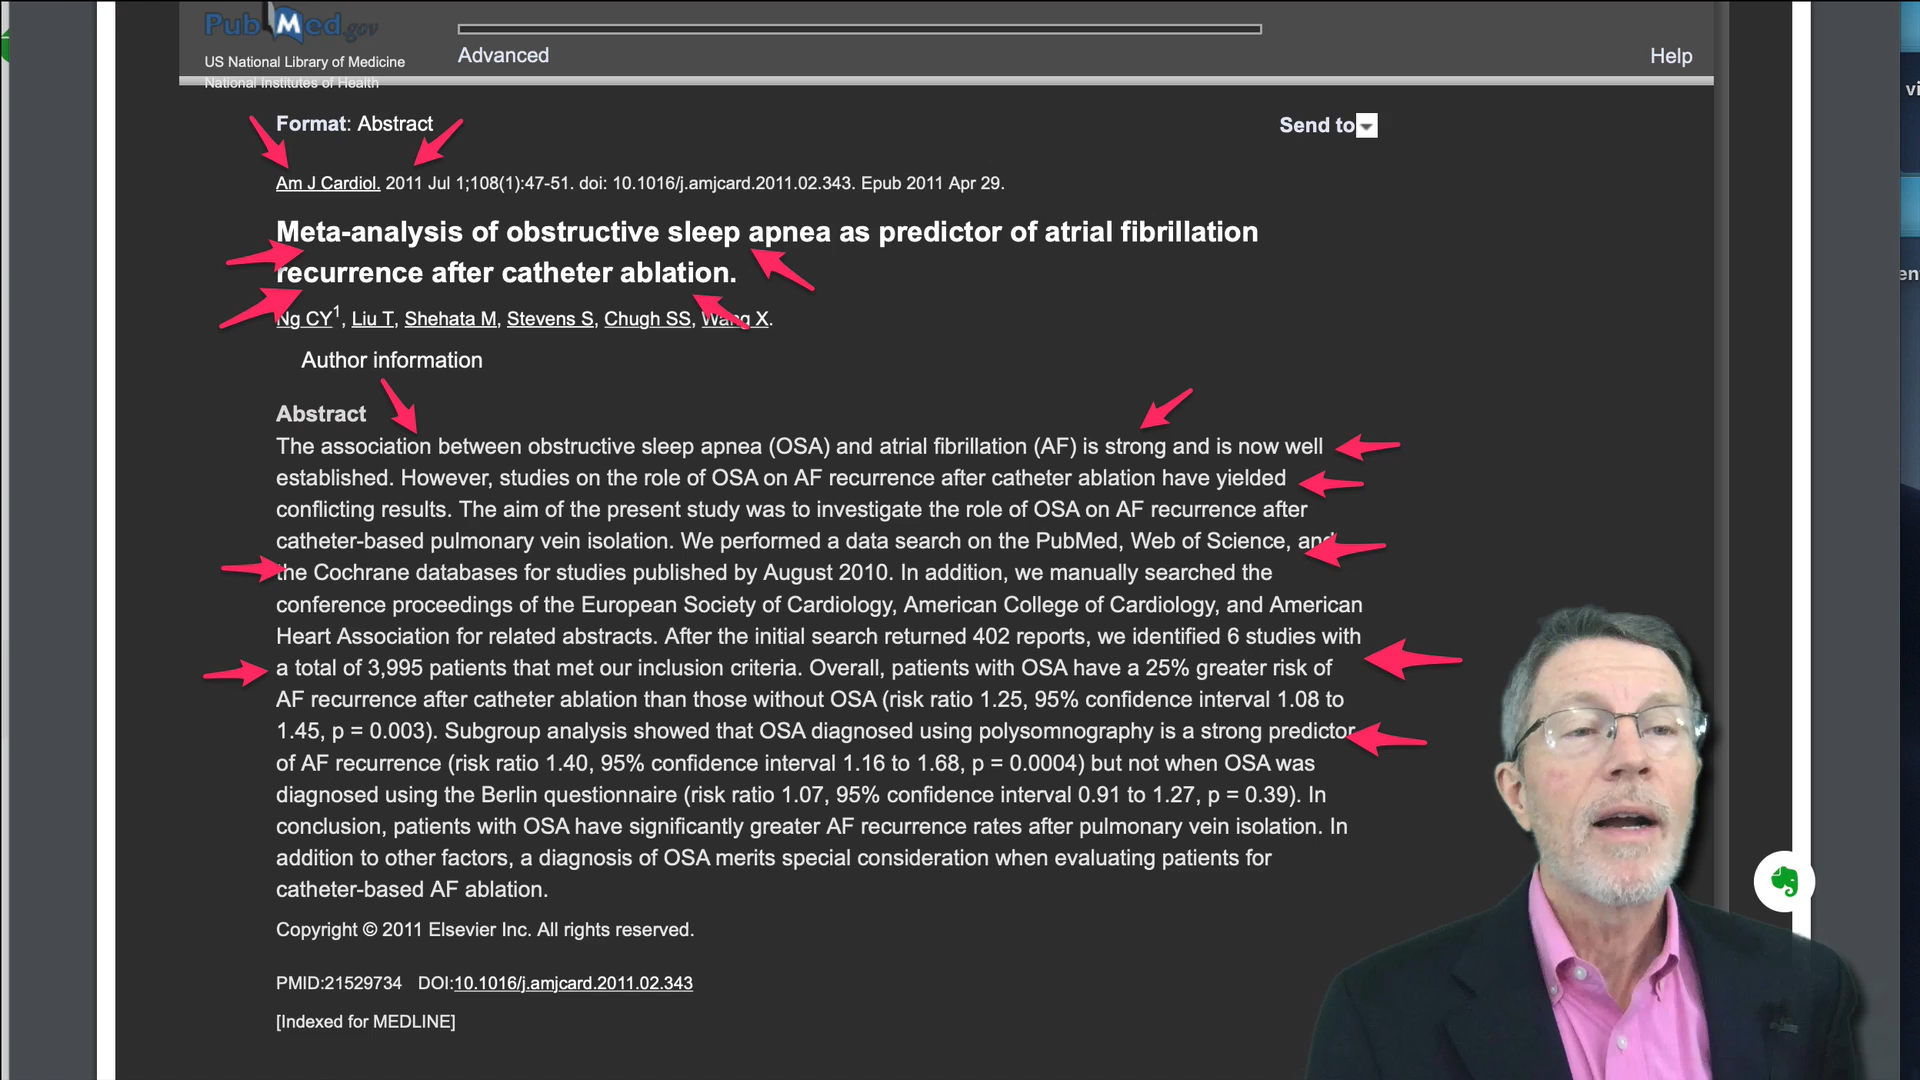 PubMed.gov
US National Library of Medicine
National Institutes of Health
Advanced
Help
Format: Abstract
Send to
Am J Cardiol. 2011 Jul 1;108(1):47-51. doi: 10.1016/j.amjcard.2011.02.343. Epub 2011 Apr 29.
Meta-analysis of obstructive sleep apnea as predictor of atrial fibrillation
recurrence after catheter ablation.
Ng CY1, Liu T, Shehata M, Stevens S, Chugh SS, Wang X.
Author information
Abstract
The association between obstructive sleep apnea (OSA) and atrial fibrillation (AF) is strong and is now well
established. However, studies on the role of OSA on AF recurrence after catheter ablation have yielded
conflicting results. The aim of the present study was to investigate the role of OSA on AF recurrence after
catheter-based pulmonary vein isolation. We performed a data search on the PubMed, Web of Science, and
the Cochrane databases for studies published by August 2010. In addition, we manually searched the
conference proceedings of the European Society of Cardiology, American College of Cardiology, and American
Heart Association for related abstracts. After the initial search returned 402 reports, we identified 6 studies with
a total of 3,995 patients that met our inclusion criteria. Overall, patients with OSA have a 25% greater risk of
AF recurrence after catheter ablation than those without OSA (risk ratio 1.25, 95% confidence interval 1.08 to
1.45, p = 0.003). Subgroup analysis showed that OSA diagnosed using polysomnography is a strong predictor
of AF recurrence (risk ratio 1.40, 95% confidence interval 1.16 to 1.68, p = 0.0004) but not when OSA was
diagnosed using the Berlin questionnaire (risk ratio 1.07, 95% confidence interval 0.91 to 1.27, p = 0.39). In
conclusion, patients with OSA have significantly greater AF recurrence rates after pulmonary vein isolation. In
addition to other factors, a diagnosis of OSA merits special consideration when evaluating patients for
catheter-based AF ablation.
Copyright © 2011 Elsevier Inc. All rights reserved.
PMID:21529734 DOI:10.1016/j.amjcard.2011.02.343
[Indexed for MEDLINE]